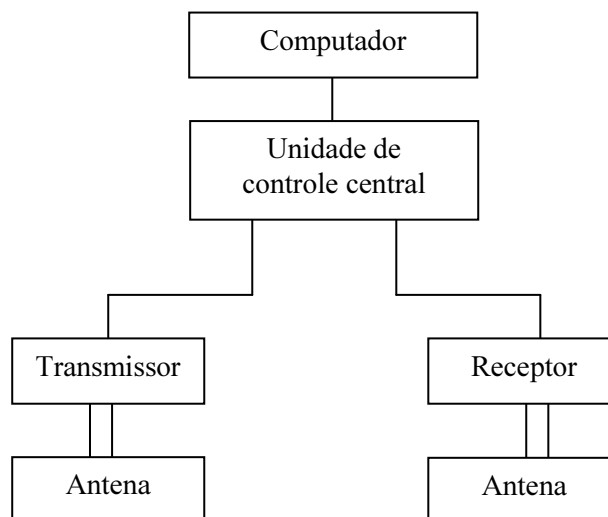 Computador
Unidade de
controle central
Transmissor
Receptor
Antena
Antena